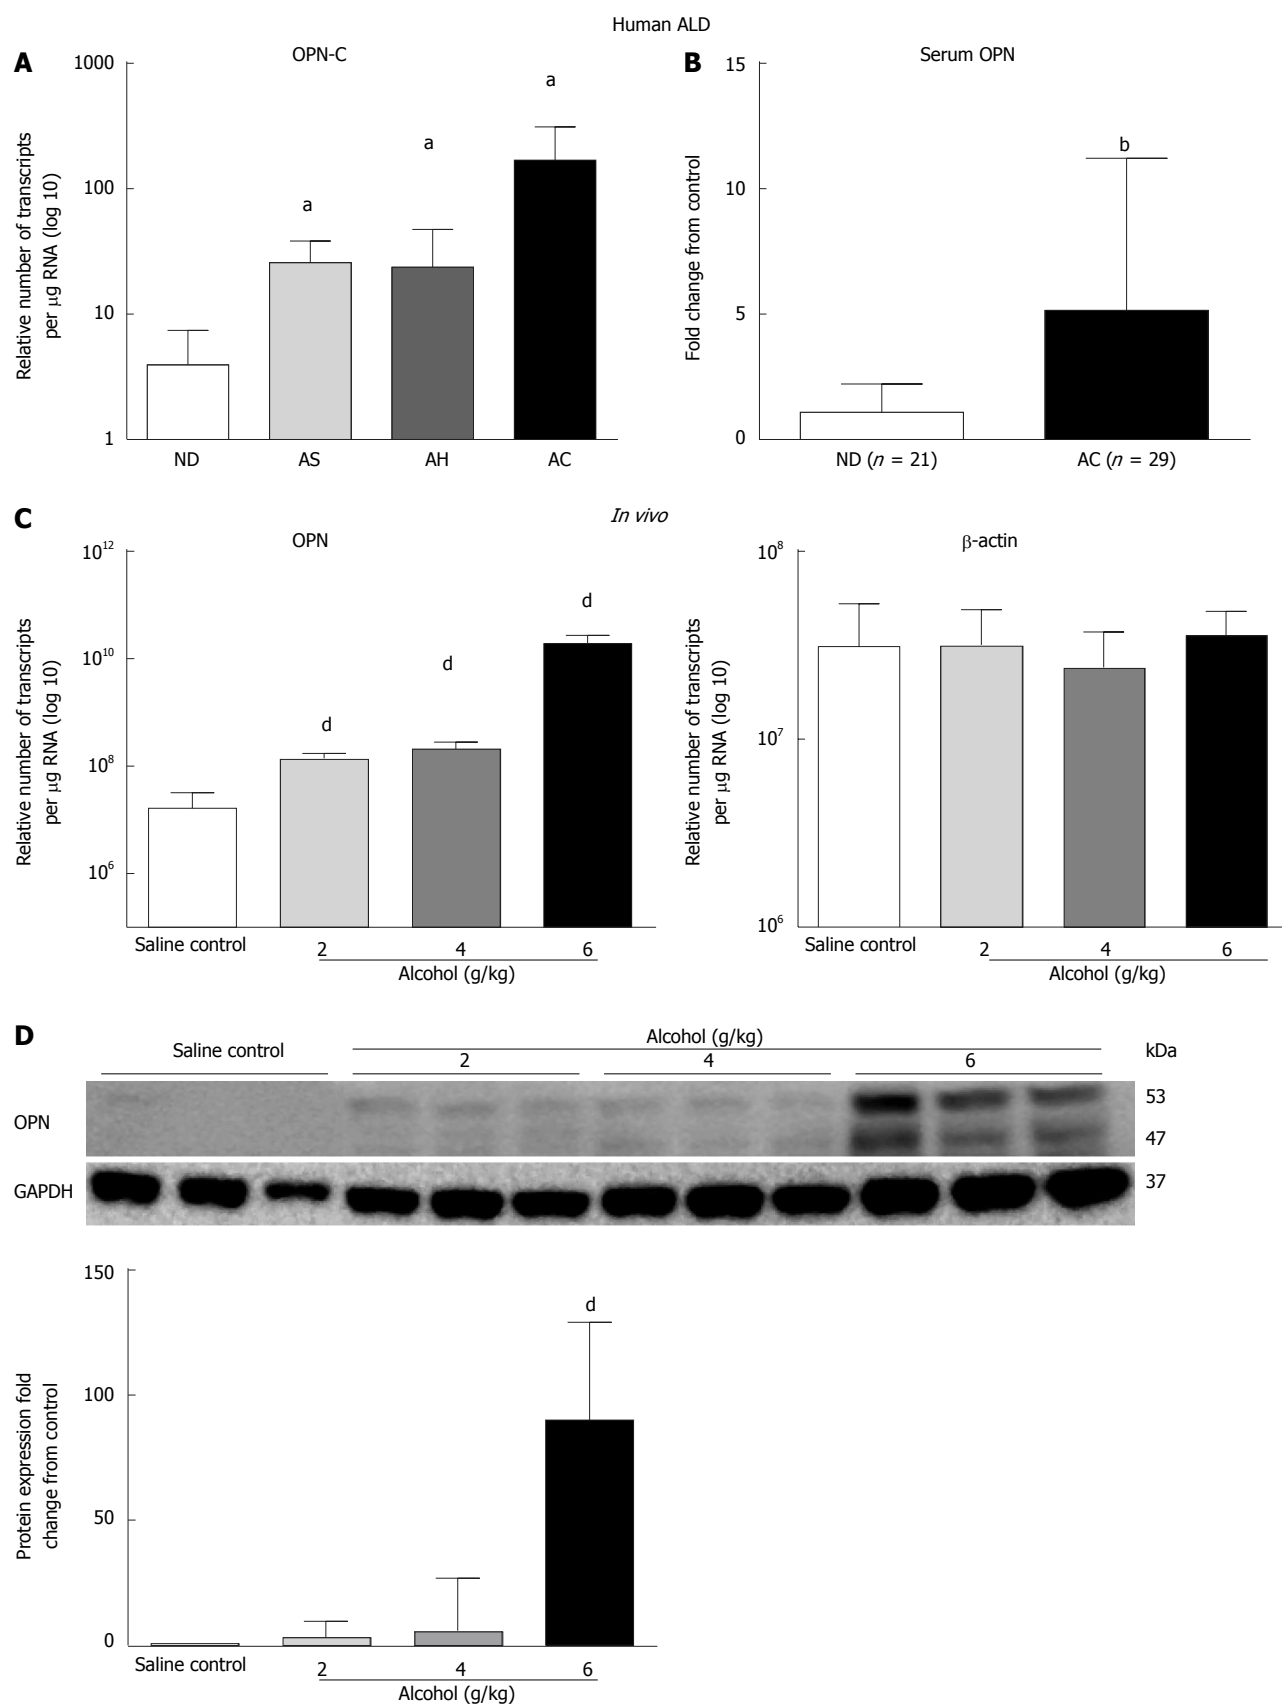 Human ALD
A
OPN-C
Relative number of transcripts
per μg RNA (log 10)
1000
100
10
1
a
a
a
ND AS AH AC
B
Serum OPN
Fold change from control
15
10
5
0
b
ND (n = 21) AC (n = 29)
C
In vivo
OPN
Relative number of transcripts
per μg RNA (log 10)
10^12
10^10
10^8
10^6
d
d
d
Saline control 2 4 6
Alcohol (g/kg)
β-actin
Relative number of transcripts
per μg RNA (log 10)
10^8
10^7
10^6
Saline control 2 4 6
Alcohol (g/kg)
D
Alcohol (g/kg)
Saline control 2 4 6 kDa
OPN
53
47
GAPDH
37
Protein expression fold
change from control
150
100
50
0
d
Saline control 2 4 6
Alcohol (g/kg)